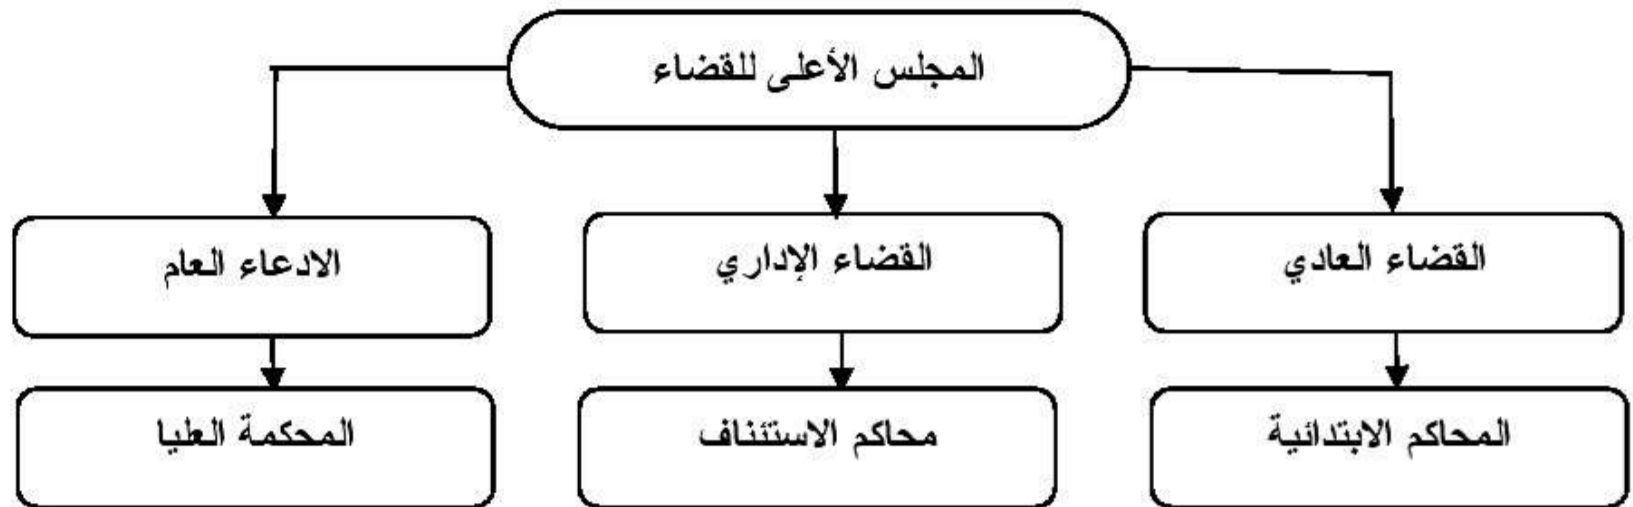 المجلس الأعلى للقضاء
القضاء العادي
القضاء الإداري
الادعاء العام
المحاكم الابتدائية
محاكم الاستئناف
المحكمة العليا